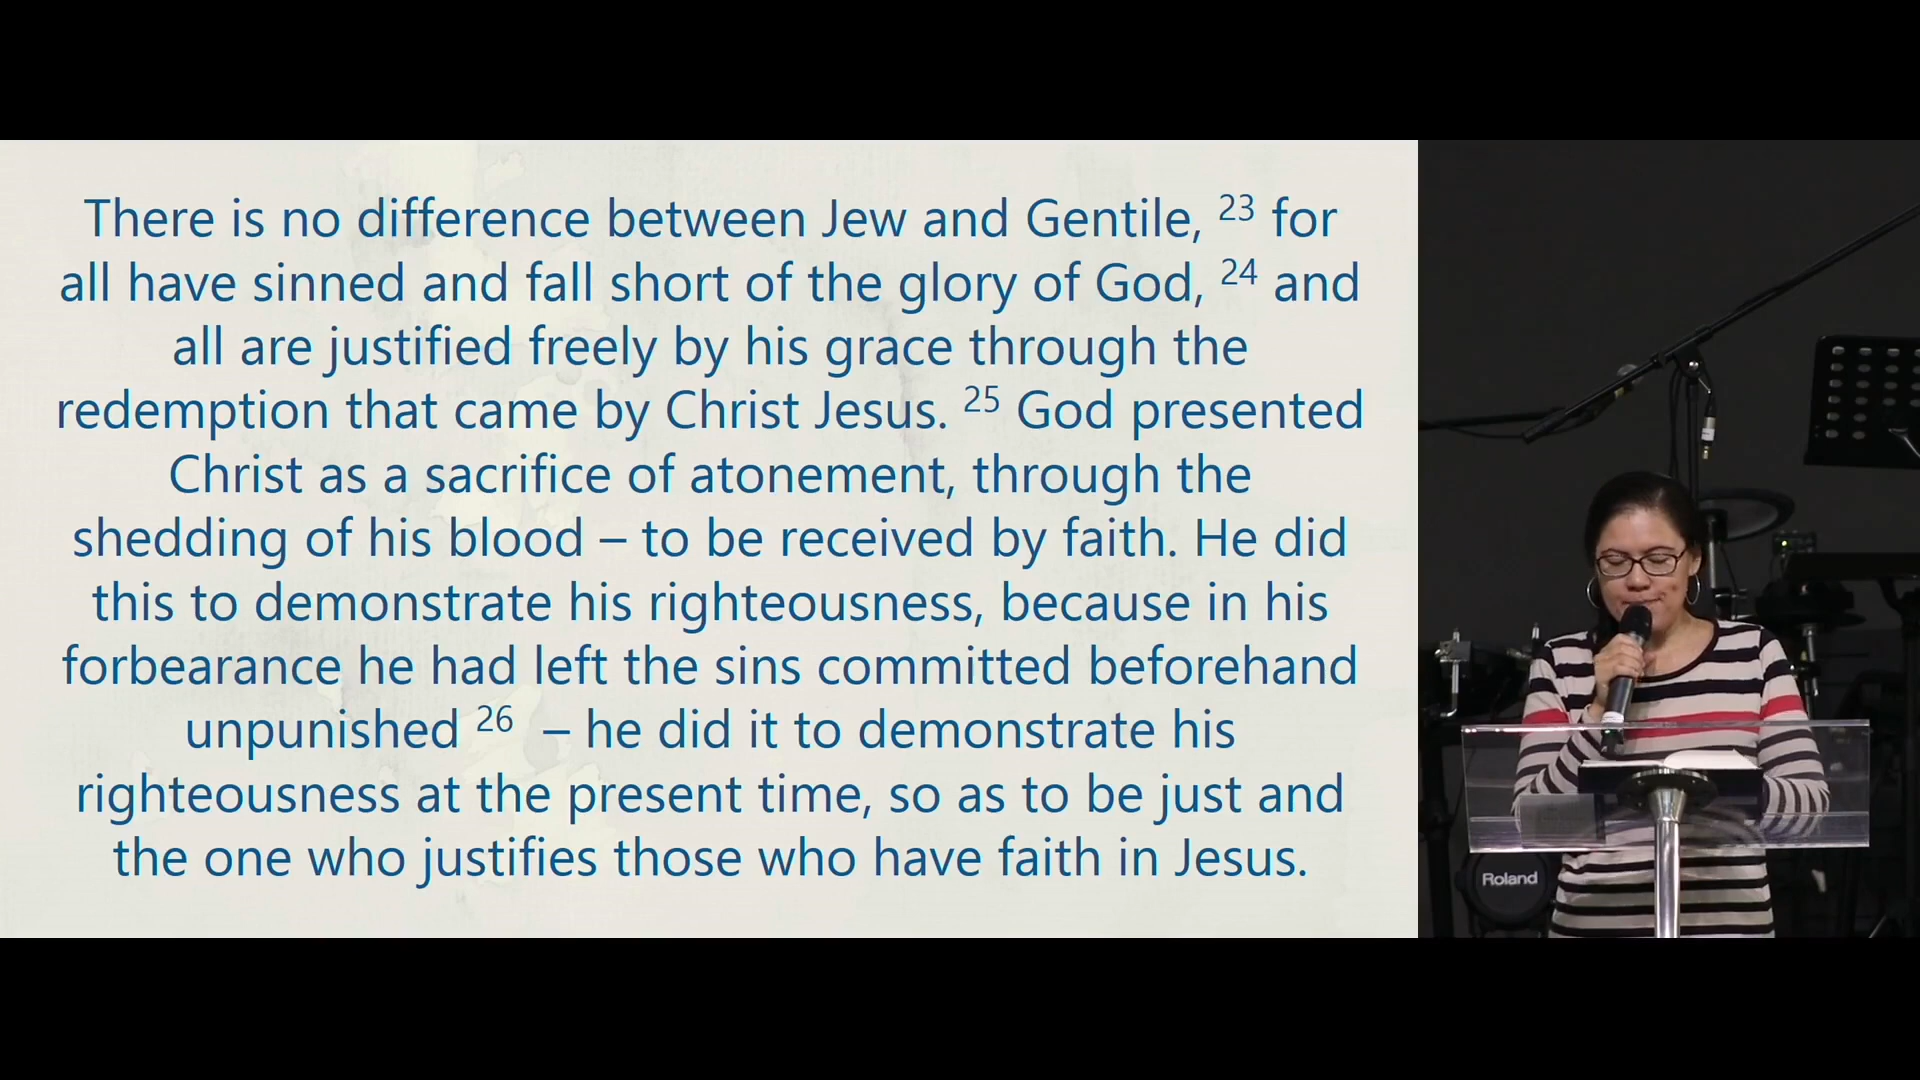 There is no difference between Jew and Gentile, 23 for
all have sinned and fall short of the glory of God, 24 and
all are justified freely by his grace through the
redemption that came by Christ Jesus. 25 God presented
Christ as a sacrifice of atonement, through the
shedding of his blood – to be received by faith. He did
this to demonstrate his righteousness, because in his
forbearance he had left the sins committed beforehand
unpunished 26 – he did it to demonstrate his
righteousness at the present time, so as to be just and
the one who justifies those who have faith in Jesus.
Roland